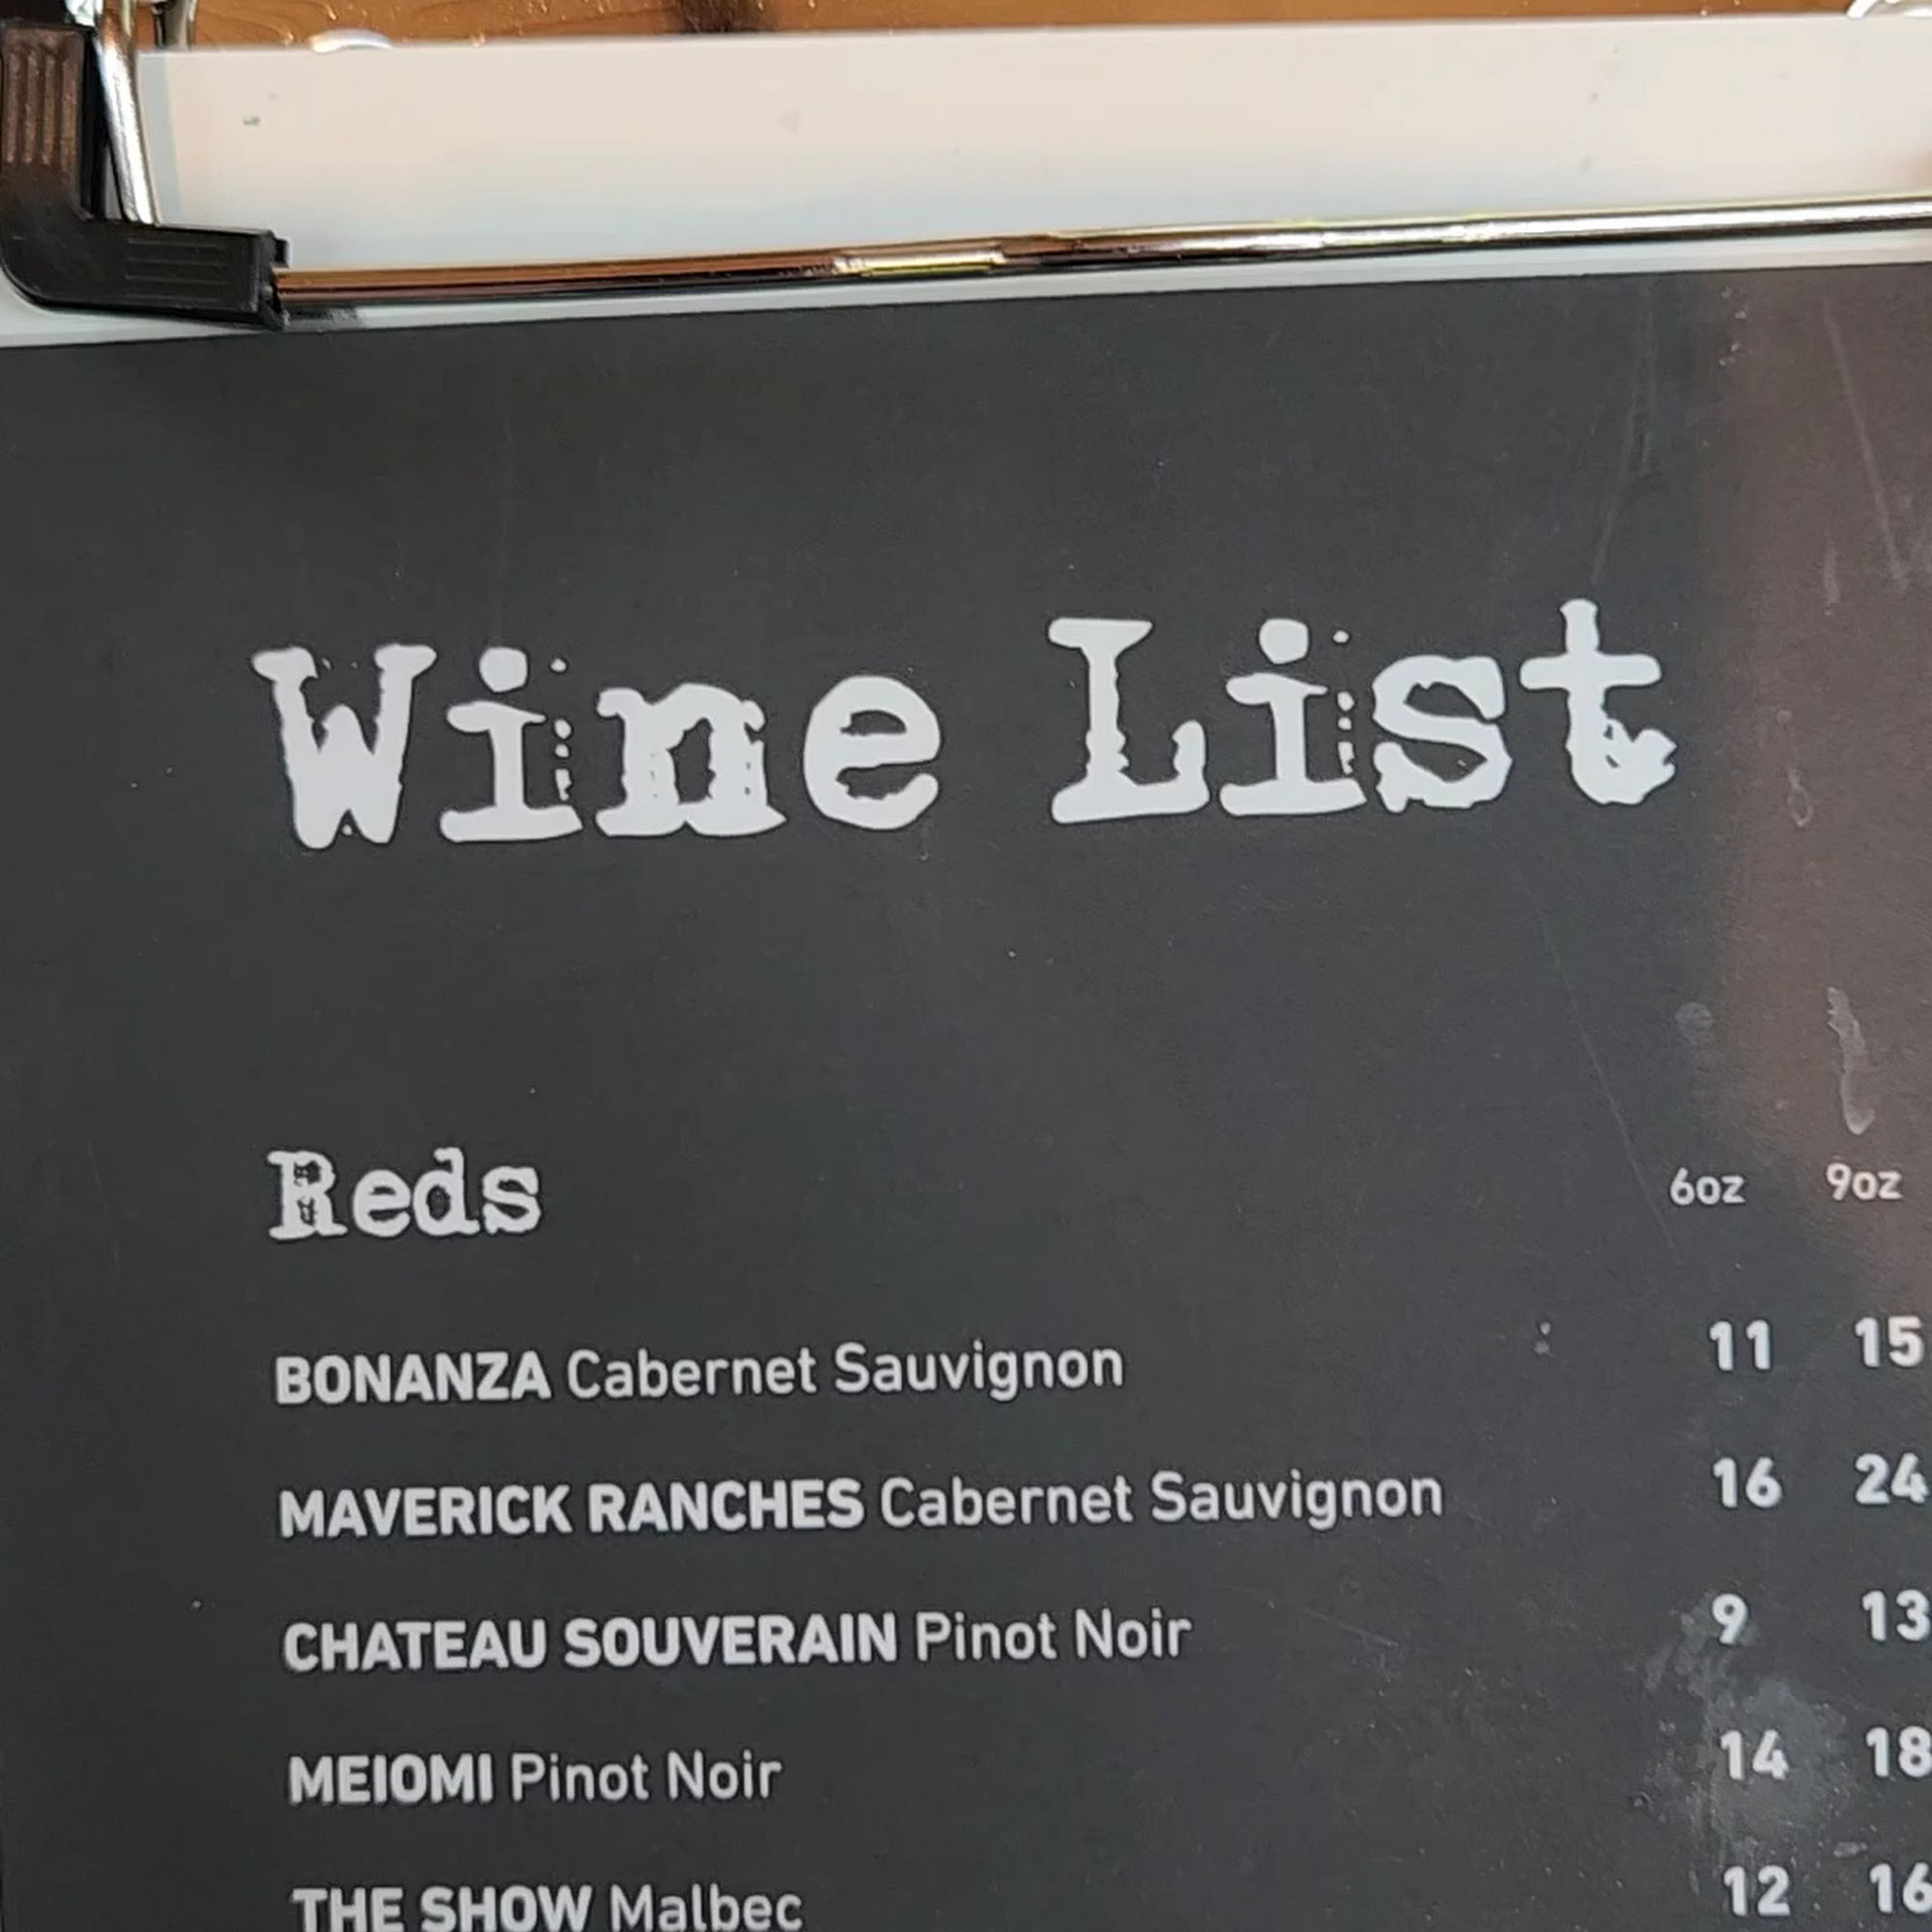 Wine List
Reds 6oz 9oz
BONANZA Cabernet Sauvignon 11 15
MAVERICK RANCHES Cabernet Sauvignon 16 24
CHATEAU SOUVERAIN Pinot Noir 9 13
MEIOMI Pinot Noir 14 18
THE SHOW Malbec 12 16